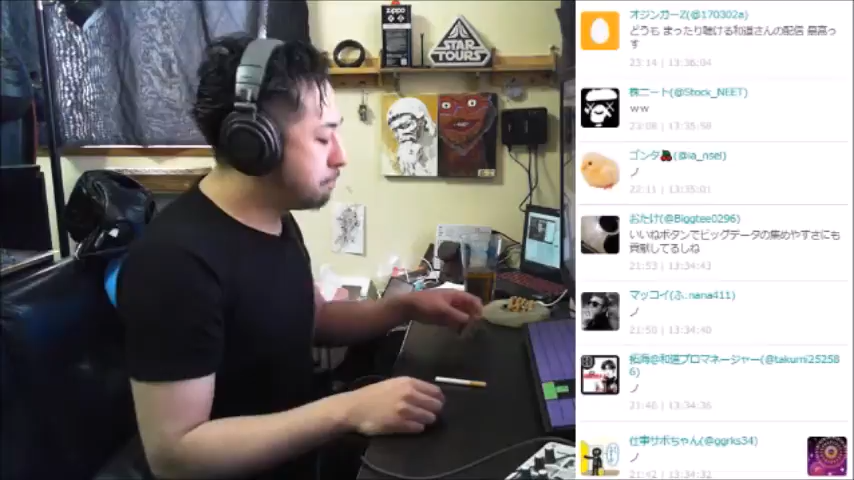 Zippo
STAR
TOURS
オジンガーZ(@170302a)
どうも まったり聴ける和道さんの配信 最高っ
す
23:14 | 13:36:04
株ニート(@Stock_NEET)
ww
23:08 | 13:35:58
ゴンタ🍒(@ia_nsei)
ノ
22:11 | 13:35:01
おたけ(@Biggtee0296)
いいねボタンでビッグデータの集めやすさにも
貢献してるしね
21:53 | 13:34:43
マッコイ(ふ.nana411)
ノ
21:50 | 13:34:40
拓海@和道プロマネージャー(@takumi25258
6)
ノ
21:46 | 13:34:36
仕事サボちゃん(@ggrks34)
ノ
21:42 | 13:34:32